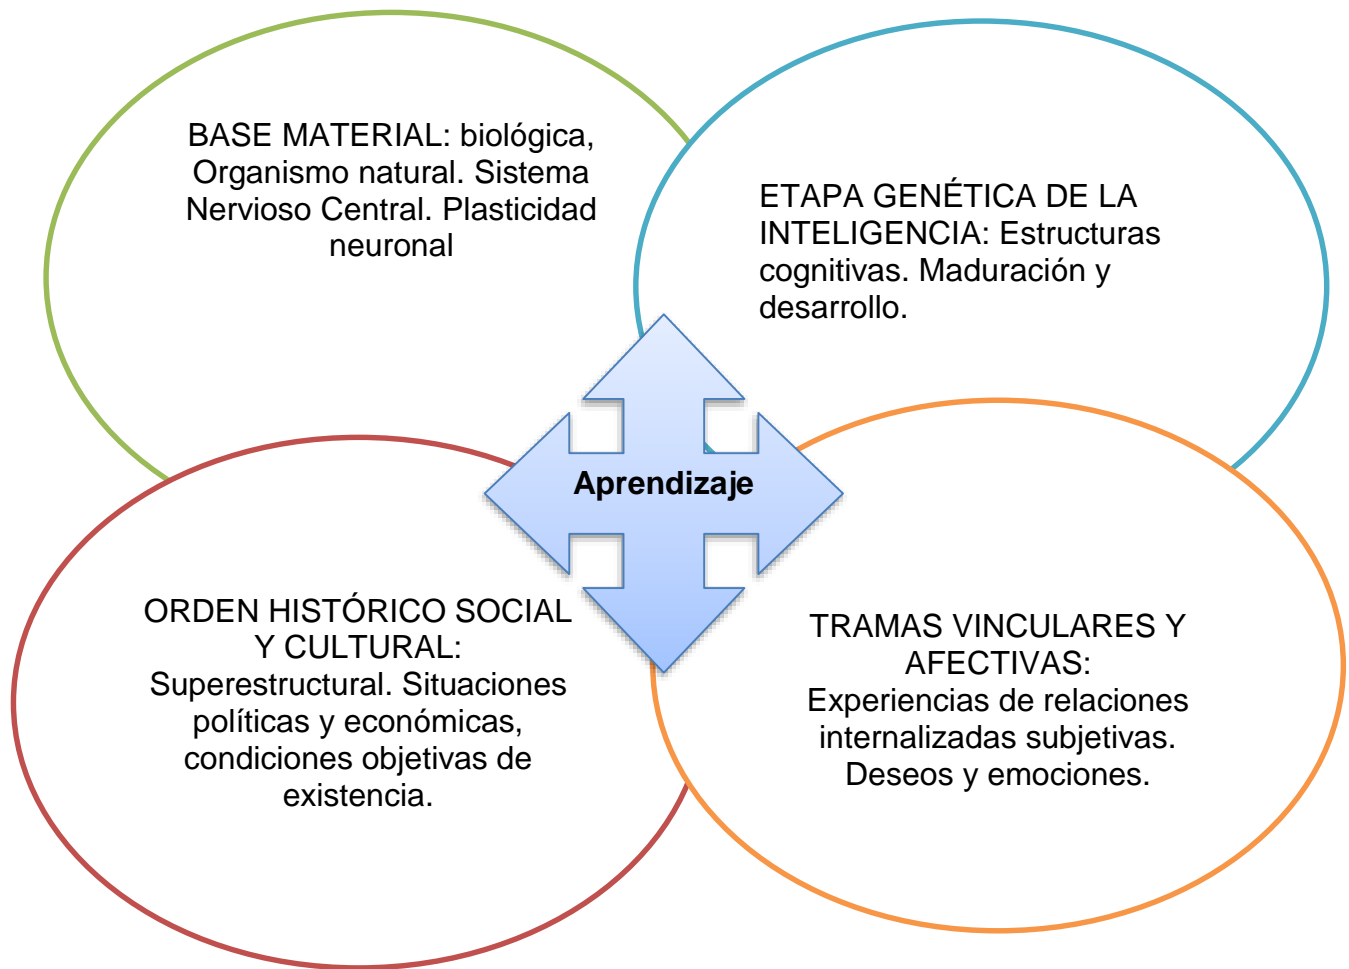 BASE MATERIAL: biológica,
Organismo natural. Sistema
Nervioso Central. Plasticidad
neuronal
ETAPA GENÉTICA DE LA
INTELIGENCIA: Estructuras
cognitivas. Maduración y
desarrollo.
Aprendizaje
ORDEN HISTÓRICO SOCIAL
Y CULTURAL:
Superestructural. Situaciones
políticas y económicas,
condiciones objetivas de
existencia.
TRAMAS VINCULARES Y
AFECTIVAS:
Experiencias de relaciones
internalizadas subjetivas.
Deseos y emociones.